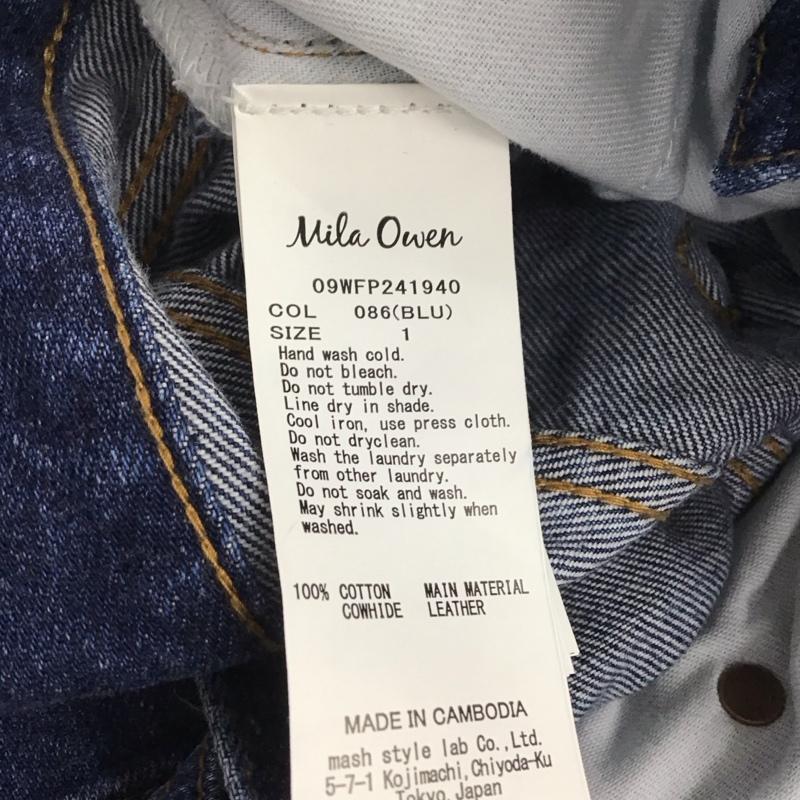 Mila Owen
09WFP241940
COL 086(BLU)
SIZE 1
Hand wash cold.
Do not bleach.
Do not tumble dry.
Line dry in shade.
Cool iron, use press cloth.
Do not dryclean.
Wash the laundry separately
from other laundry.
Do not soak and wash.
May shrink slightly when
washed.
100% COTTON MAIN MATERIAL
COWHIDE LEATHER
MADE IN CAMBODIA
mash style lab Co.,Ltd.
5-7-1 Kojimachi,Chiyoda-Ku
Tokyo,Japan